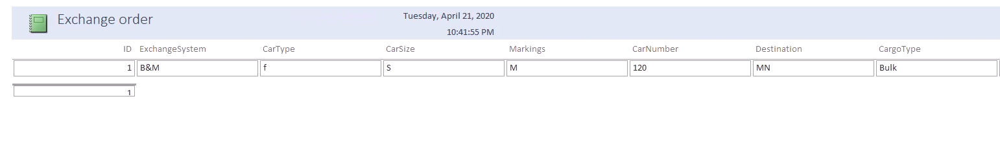 Exchange order
Tuesday, April 21, 2020
10:41:55 PM
ID ExchangeSystem CarType CarSize Markings CarNumber Destination CargoType
1 B&M f S M 120 MN Bulk
1